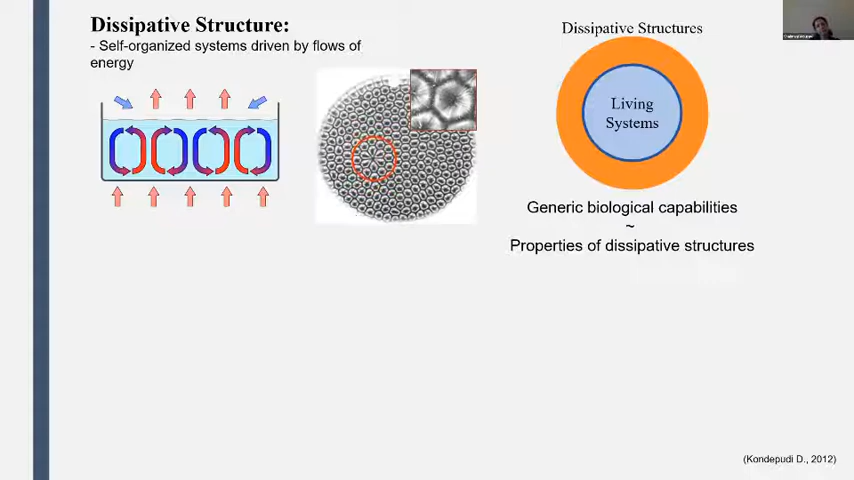 Dissipative Structure:
- Self-organized systems driven by flows of
energy
Dissipative Structures
Living
Systems
Generic biological capabilities
~
Properties of dissipative structures
(Kondepudi D., 2012)